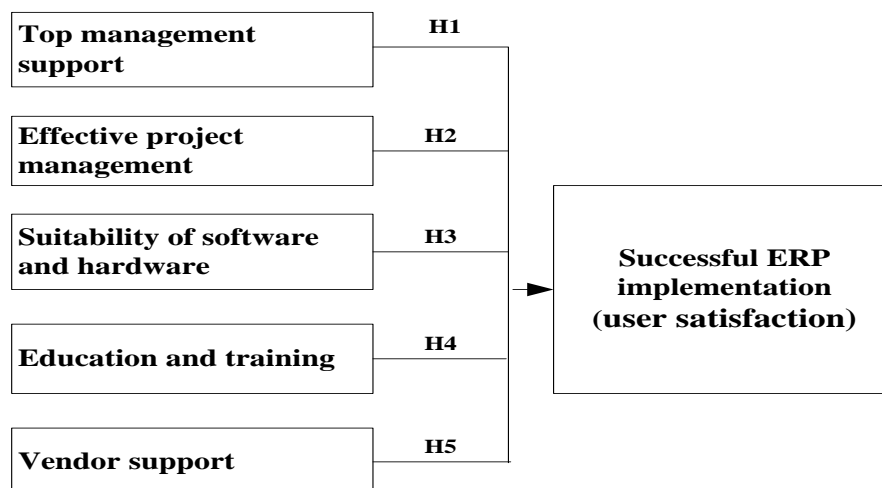 Top management
support
H1
Effective project
management
H2
Suitability of software
and hardware
H3
Education and training
H4
Vendor support
H5
Successful ERP
implementation
(user satisfaction)